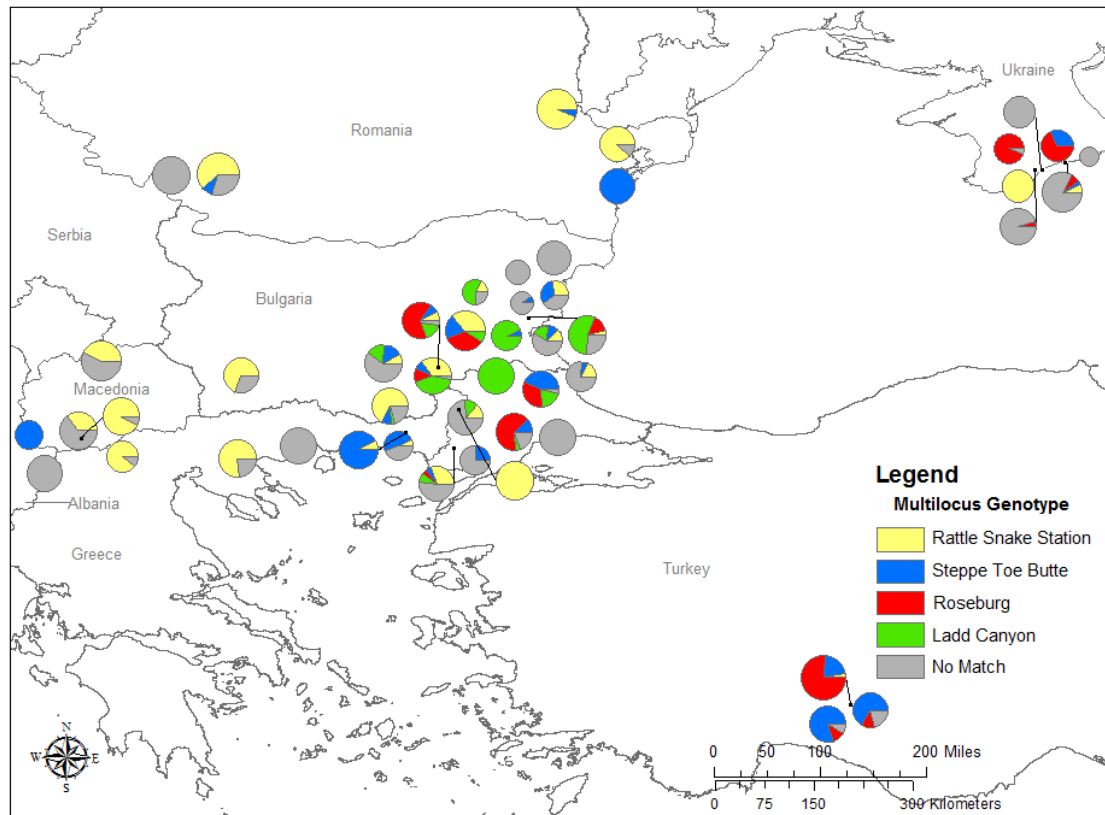 Ukraine
Romania
Serbia
Bulgaria
Macedonia
Albania
Greece
Turkey
Legend
Multilocus Genotype
Rattle Snake Station
Steppe Toe Butte
Roseburg
Ladd Canyon
No Match
N
W E
S
0 50 100 200 Miles
0 75 150 300 Kilometers